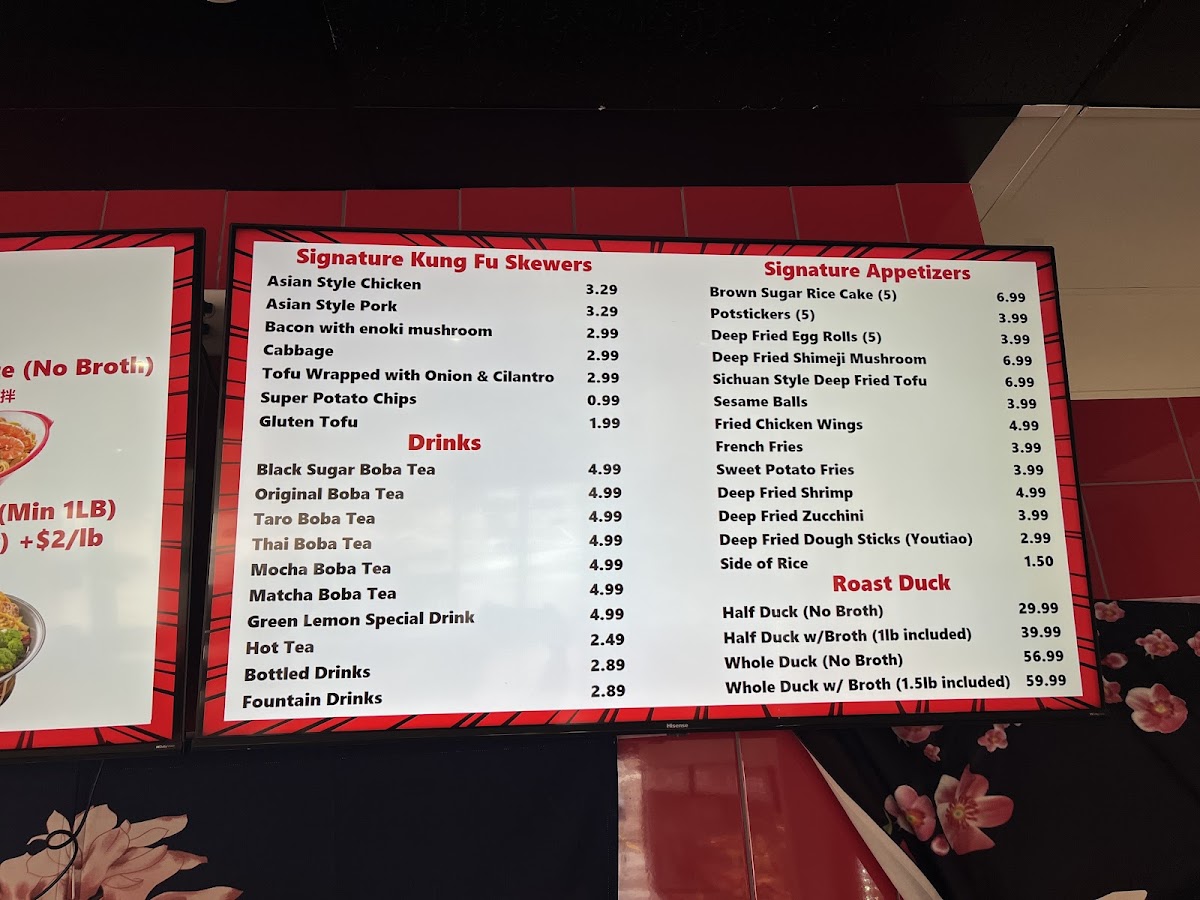 e (No Broth)
拌
(Min 1LB)
) +$2/lb
Signature Kung Fu Skewers
Asian Style Chicken 3.29
Asian Style Pork 3.29
Bacon with enoki mushroom 2.99
Cabbage 2.99
Tofu Wrapped with Onion & Cilantro 2.99
Super Potato Chips 0.99
Gluten Tofu 1.99
Drinks
Black Sugar Boba Tea 4.99
Original Boba Tea 4.99
Taro Boba Tea 4.99
Thai Boba Tea 4.99
Mocha Boba Tea 4.99
Matcha Boba Tea 4.99
Green Lemon Special Drink 4.99
Hot Tea 2.49
Bottled Drinks 2.89
Fountain Drinks 2.89
Signature Appetizers
Brown Sugar Rice Cake (5) 6.99
Potstickers (5) 3.99
Deep Fried Egg Rolls (5) 3.99
Deep Fried Shimeji Mushroom 6.99
Sichuan Style Deep Fried Tofu 6.99
Sesame Balls 3.99
Fried Chicken Wings 4.99
French Fries 3.99
Sweet Potato Fries 3.99
Deep Fried Shrimp 4.99
Deep Fried Zucchini 3.99
Deep Fried Dough Sticks (Youtiao) 2.99
Side of Rice 1.50
Roast Duck
Half Duck (No Broth) 29.99
Half Duck w/Broth (1lb included) 39.99
Whole Duck (No Broth) 56.99
Whole Duck w/ Broth (1.5lb included) 59.99
Hisense